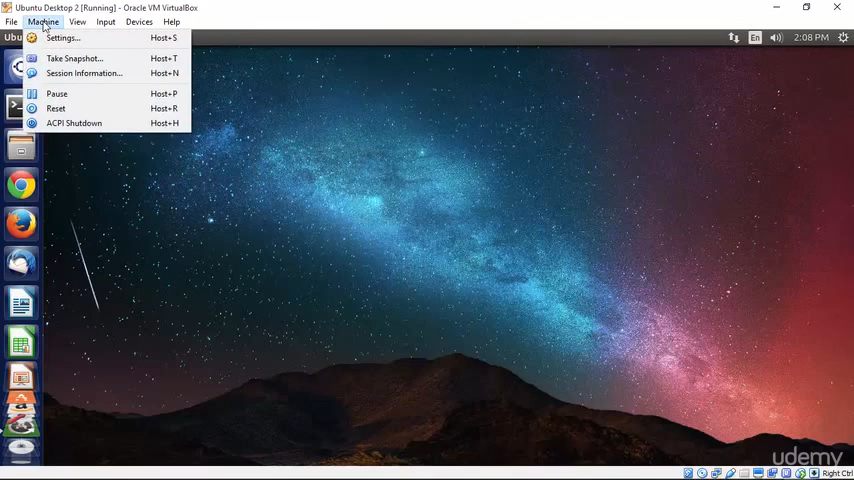 Ubuntu Desktop 2 [Running] - Oracle VM VirtualBox
File Machine View Input Devices Help
Ubu En 2:08 PM
Settings... Host+S
Take Snapshot... Host+T
Session Information... Host+N
Pause Host+P
Reset Host+R
ACPI Shutdown Host+H
udemy
Right Ctrl